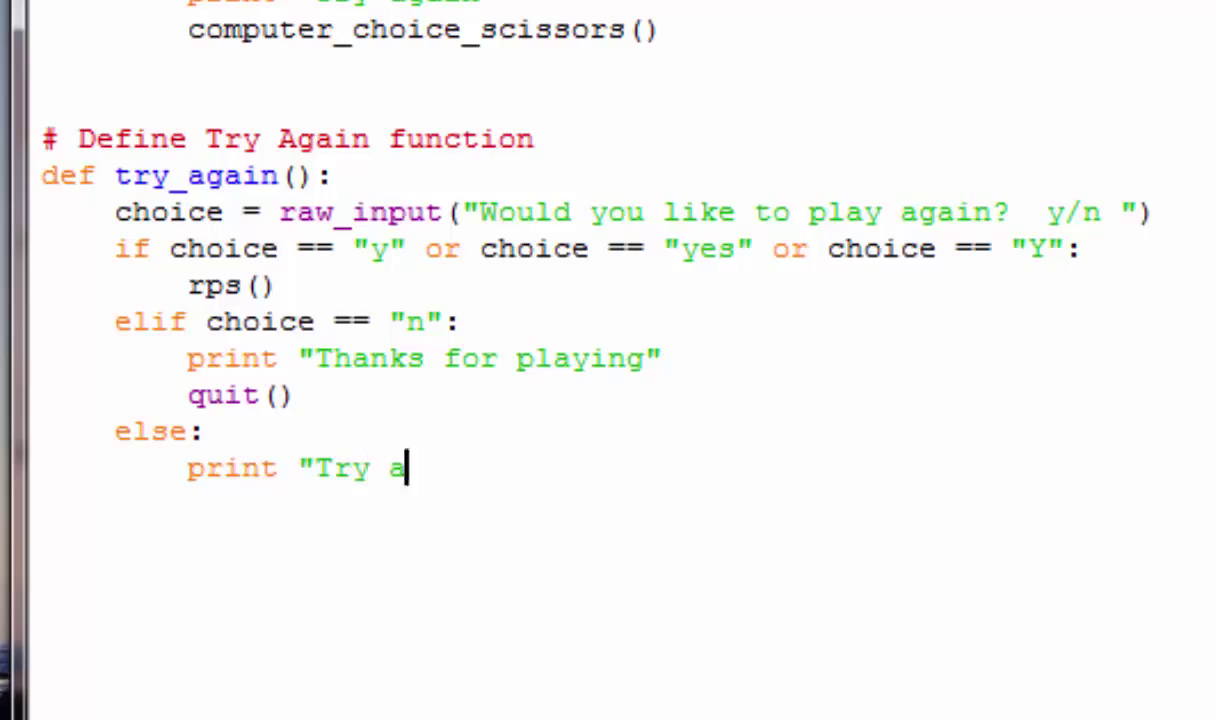 computer_choice_scissors()
# Define Try Again function
def try_again():
    choice = raw_input("Would you like to play again?  y/n ")
    if choice == "y" or choice == "yes" or choice == "Y":
        rps()
    elif choice == "n":
        print "Thanks for playing"
        quit()
    else:
        print "Try a